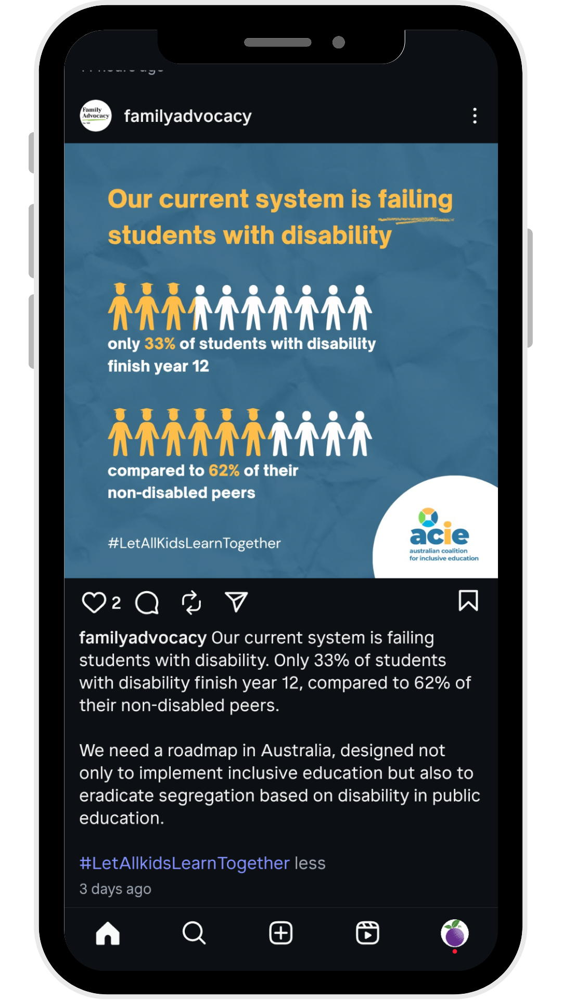 Family
Advocacy
familyadvocacy
Our current system is failing
students with disability
only 33% of students with disability
finish year 12
compared to 62% of their
non-disabled peers
#LetAllKidsLearnTogether
acie
australian coalition
for inclusive education
2
familyadvocacy Our current system is failing
students with disability. Only 33% of students
with disability finish year 12, compared to 62% of
their non-disabled peers.
We need a roadmap in Australia, designed not
only to implement inclusive education but also to
eradicate segregation based on disability in public
education.
#LetAllkidsLearnTogether less
3 days ago